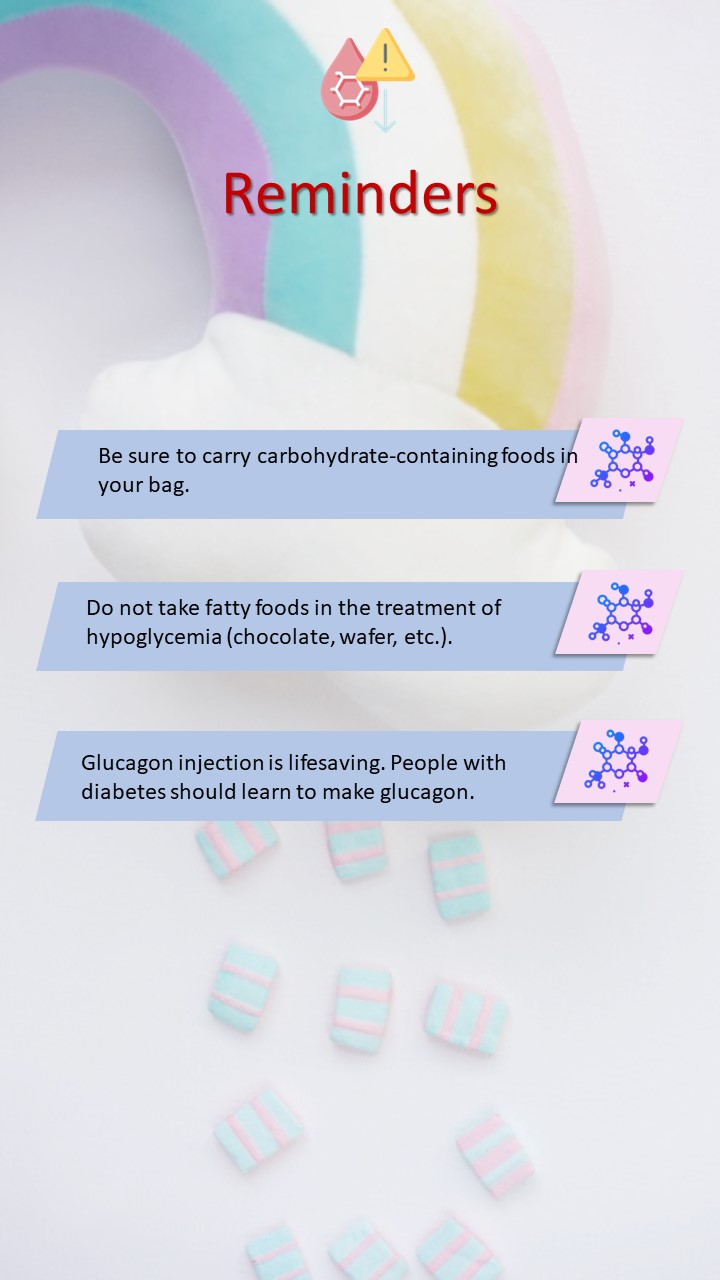 Reminders
Be sure to carry carbohydrate-containing foods in
your bag.
Do not take fatty foods in the treatment of
hypoglycemia (chocolate, wafer, etc.).
Glucagon injection is lifesaving. People with
diabetes should learn to make glucagon.